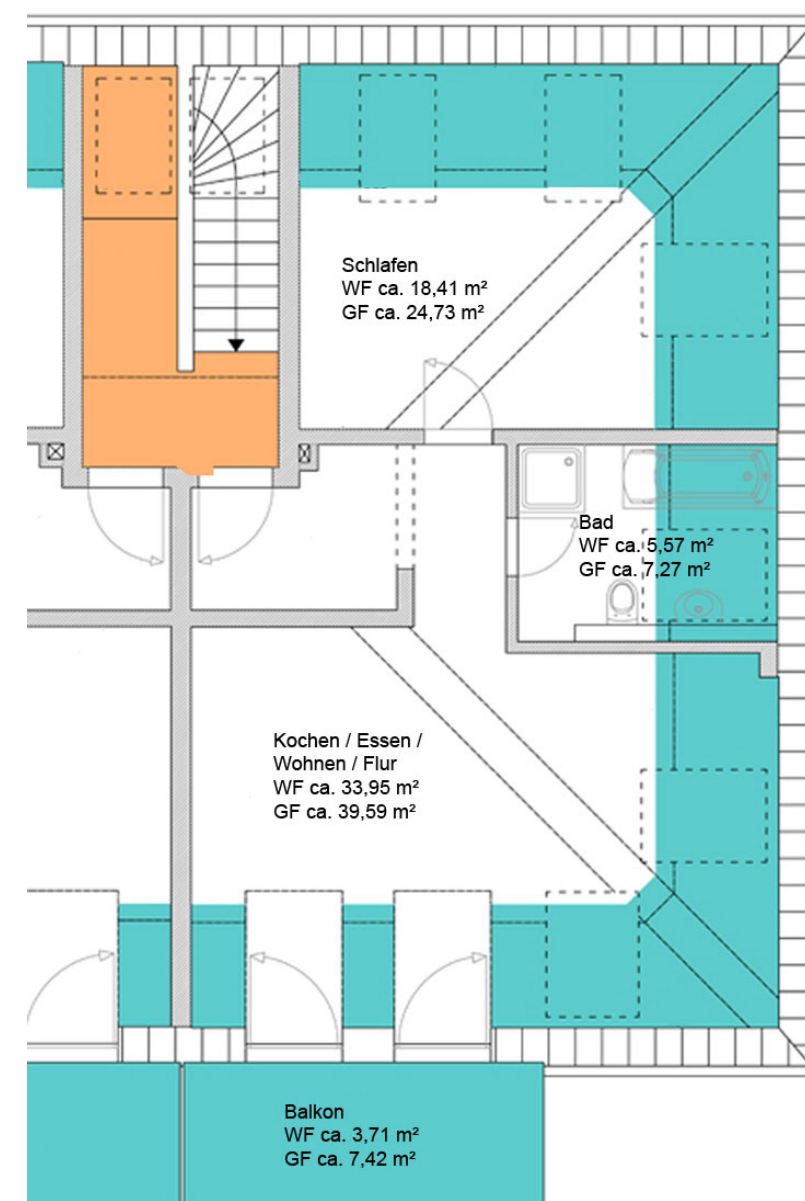 Schlafen
WF ca. 18,41 m²
GF ca. 24,73 m²
Bad
WF ca. 5,57 m²
GF ca. 7,27 m²
Kochen / Essen /
Wohnen / Flur
WF ca. 33,95 m²
GF ca. 39,59 m²
Balkon
WF ca. 3,71 m²
GF ca. 7,42 m²